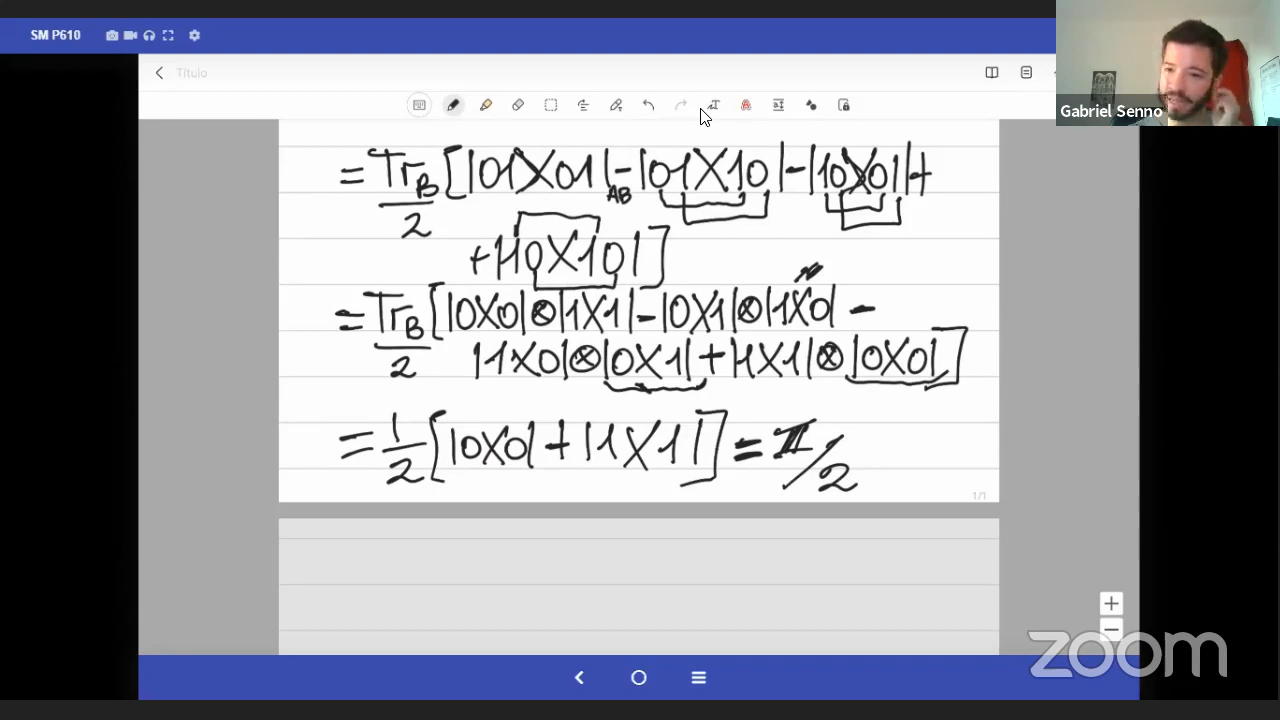 SM P610
Título
Gabriel Senno
= Tr_B/2 [|01⟩⟨01|_AB − |01⟩⟨10| − |10⟩⟨01| +
+ |10⟩⟨10|]
= Tr_B/2 [|0⟩⟨0| ⊗ |1⟩⟨1| − |0⟩⟨1| ⊗ |1⟩⟨0| −
|1⟩⟨0| ⊗ |0⟩⟨1| + |1⟩⟨1| ⊗ |0⟩⟨0|]
= 1/2 [|0⟩⟨0| + |1⟩⟨1|] = 𝕀/2
1/1
zoom